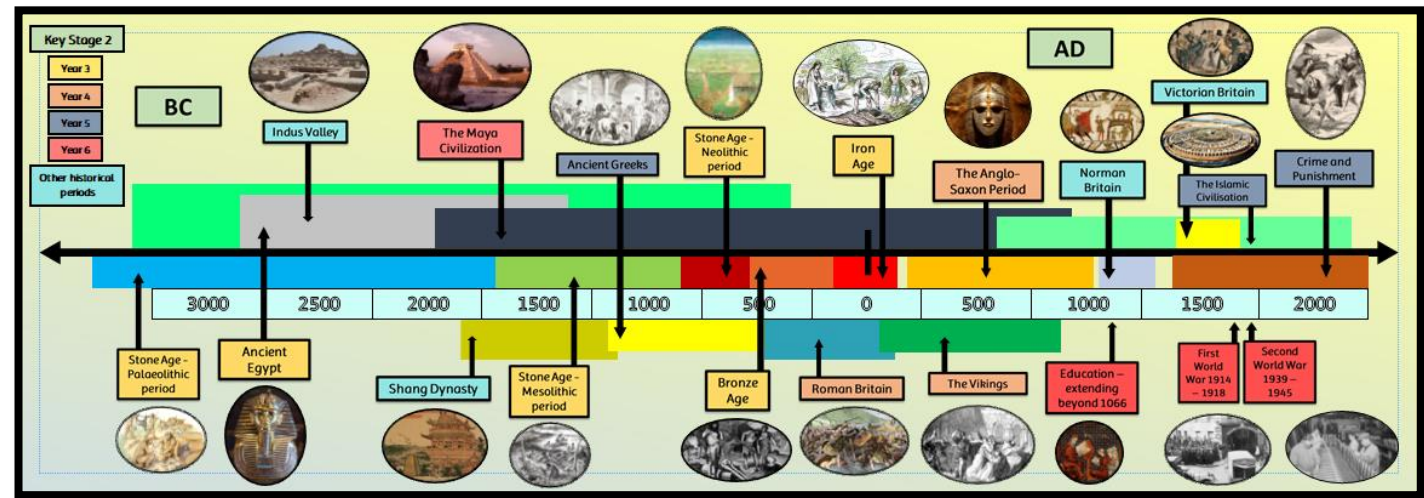 Key Stage 2
Year 3
Year 4
Year 5
Year 6
Other historical
periods
BC
AD
Indus Valley
The Maya
Civilization
Ancient Greeks
Stone Age -
Neolithic
period
Iron
Age
The Anglo-
Saxon Period
Norman
Britain
Victorian Britain
The Islamic
Civilisation
Crime and
Punishment
3000
2500
2000
1500
1000
500
0
500
1000
1500
2000
Stone Age -
Palaeolithic
period
Ancient
Egypt
Shang Dynasty
Stone Age -
Mesolithic
period
Bronze
Age
Roman Britain
The Vikings
Education –
extending
beyond 1066
First
World
War 1914
– 1918
Second
World War
1939 –
1945